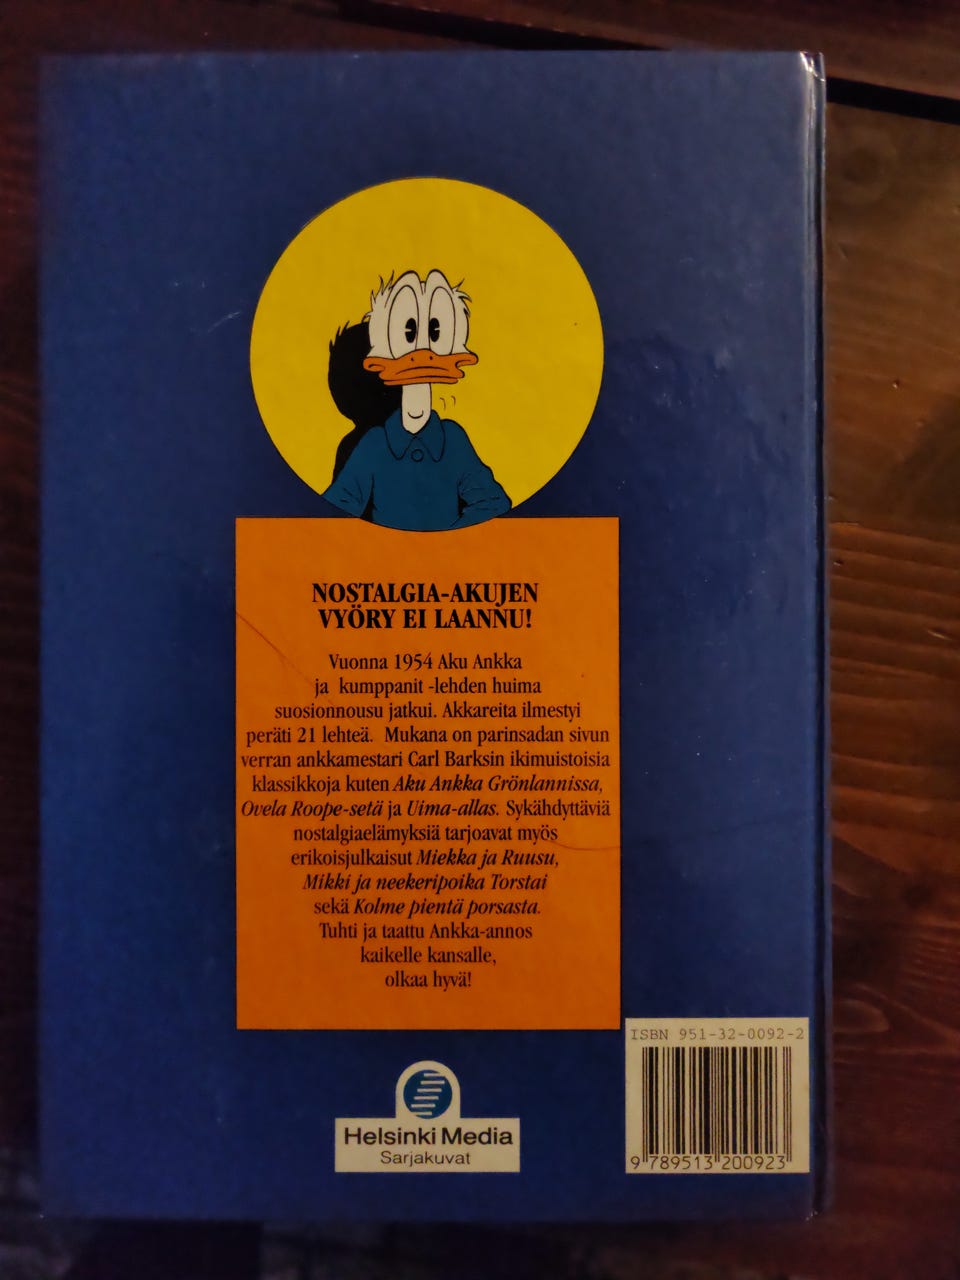 NOSTALGIA-AKUJEN
VYÖRY EI LAANNU!
Vuonna 1954 Aku Ankka
ja kumppanit -lehden huima
suosionnousu jatkui. Akkareita ilmestyi
peräti 21 lehteä. Mukana on parinsadan sivun
verran ankkamestari Carl Barksin ikimuistoisia
klassikkoja kuten Aku Ankka Grönlannissa,
Ovela Roope-setä ja Uima-allas. Sykähdyttäviä
nostalgiaelämyksiä tarjoavat myös
erikoisjulkaisut Miekka ja Ruusu,
Mikki ja neekeripoika Torstai
sekä Kolme pientä porsasta.
Tuhti ja taattu Ankka-annos
kaikelle kansalle,
olkaa hyvä!
ISBN 951-32-0092-2
9 789513 200923
Helsinki Media
Sarjakuvat